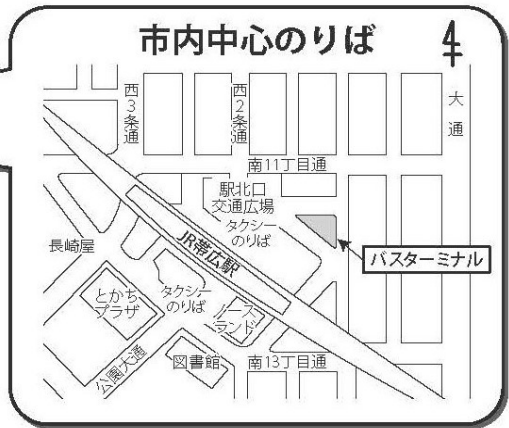 市内中心のりば
西3条通
西2条通
大通
南11丁目通
駅北口
交通広場
タクシー
のりば
JR帯広駅
バスターミナル
長崎屋
とかち
プラザ
タクシー
のりば
ノース
ランド
公園大通
図書館
南13丁目通